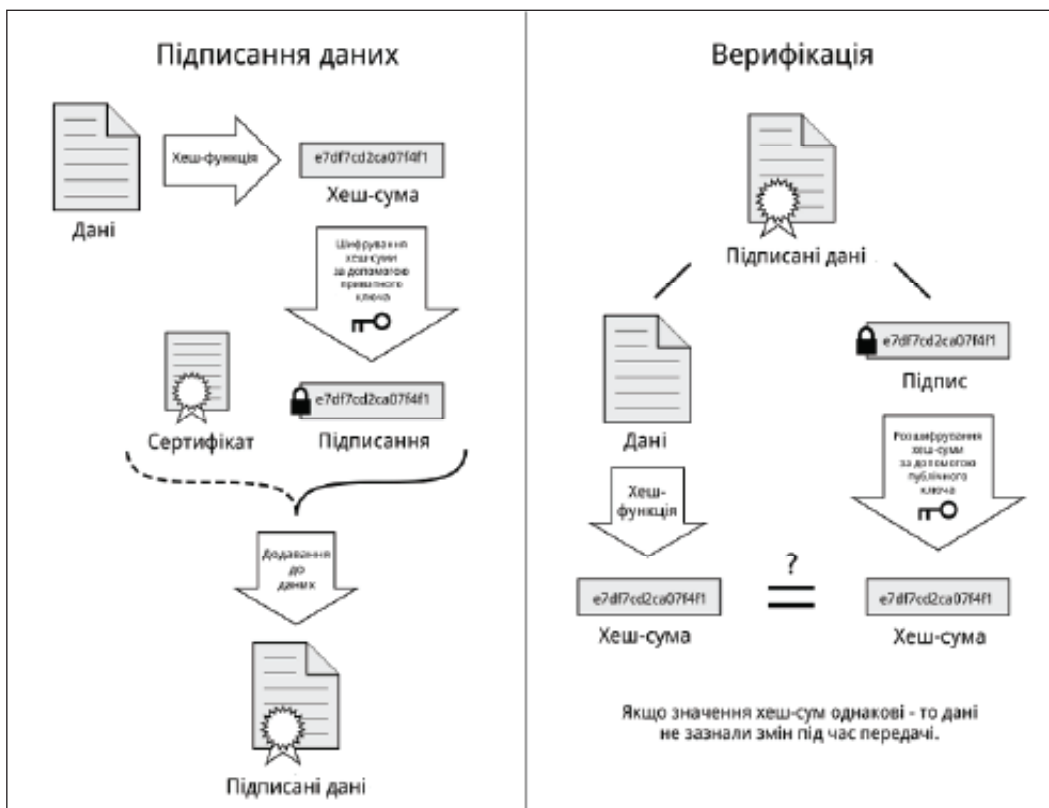 Підписання даних
Хеш-функція
e7df7cd2ca07f4f1
Хеш-сума
Дані
Шифрування
хеш-суми
за допомогою
приватного
ключа
e7df7cd2ca07f4f1
Сертифікат
Підписання
Додавання
до
даних
Підписані дані
Верифікація
Підписані дані
e7df7cd2ca07f4f1
Підпис
Дані
Розшифрування
хеш-суми
за допомогою
публічного
ключа
Хеш-
функція
?
e7df7cd2ca07f4f1
e7df7cd2ca07f4f1
Хеш-сума
Хеш-сума
Якщо значення хеш-сум однакові - то дані
не зазнали змін під час передачі.